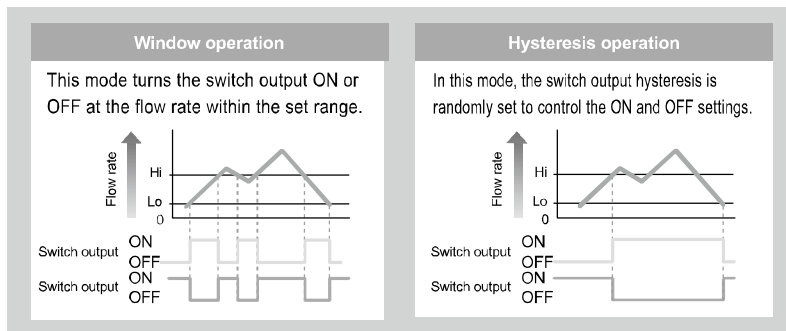 Window operation
This mode turns the switch output ON or
OFF at the flow rate within the set range.
Flow rate
Hi
Lo
0
Switch output
ON
OFF
Switch output
ON
OFF
Hysteresis operation
In this mode, the switch output hysteresis is
randomly set to control the ON and OFF settings.
Flow rate
Hi
Lo
0
Switch output
ON
OFF
Switch output
ON
OFF